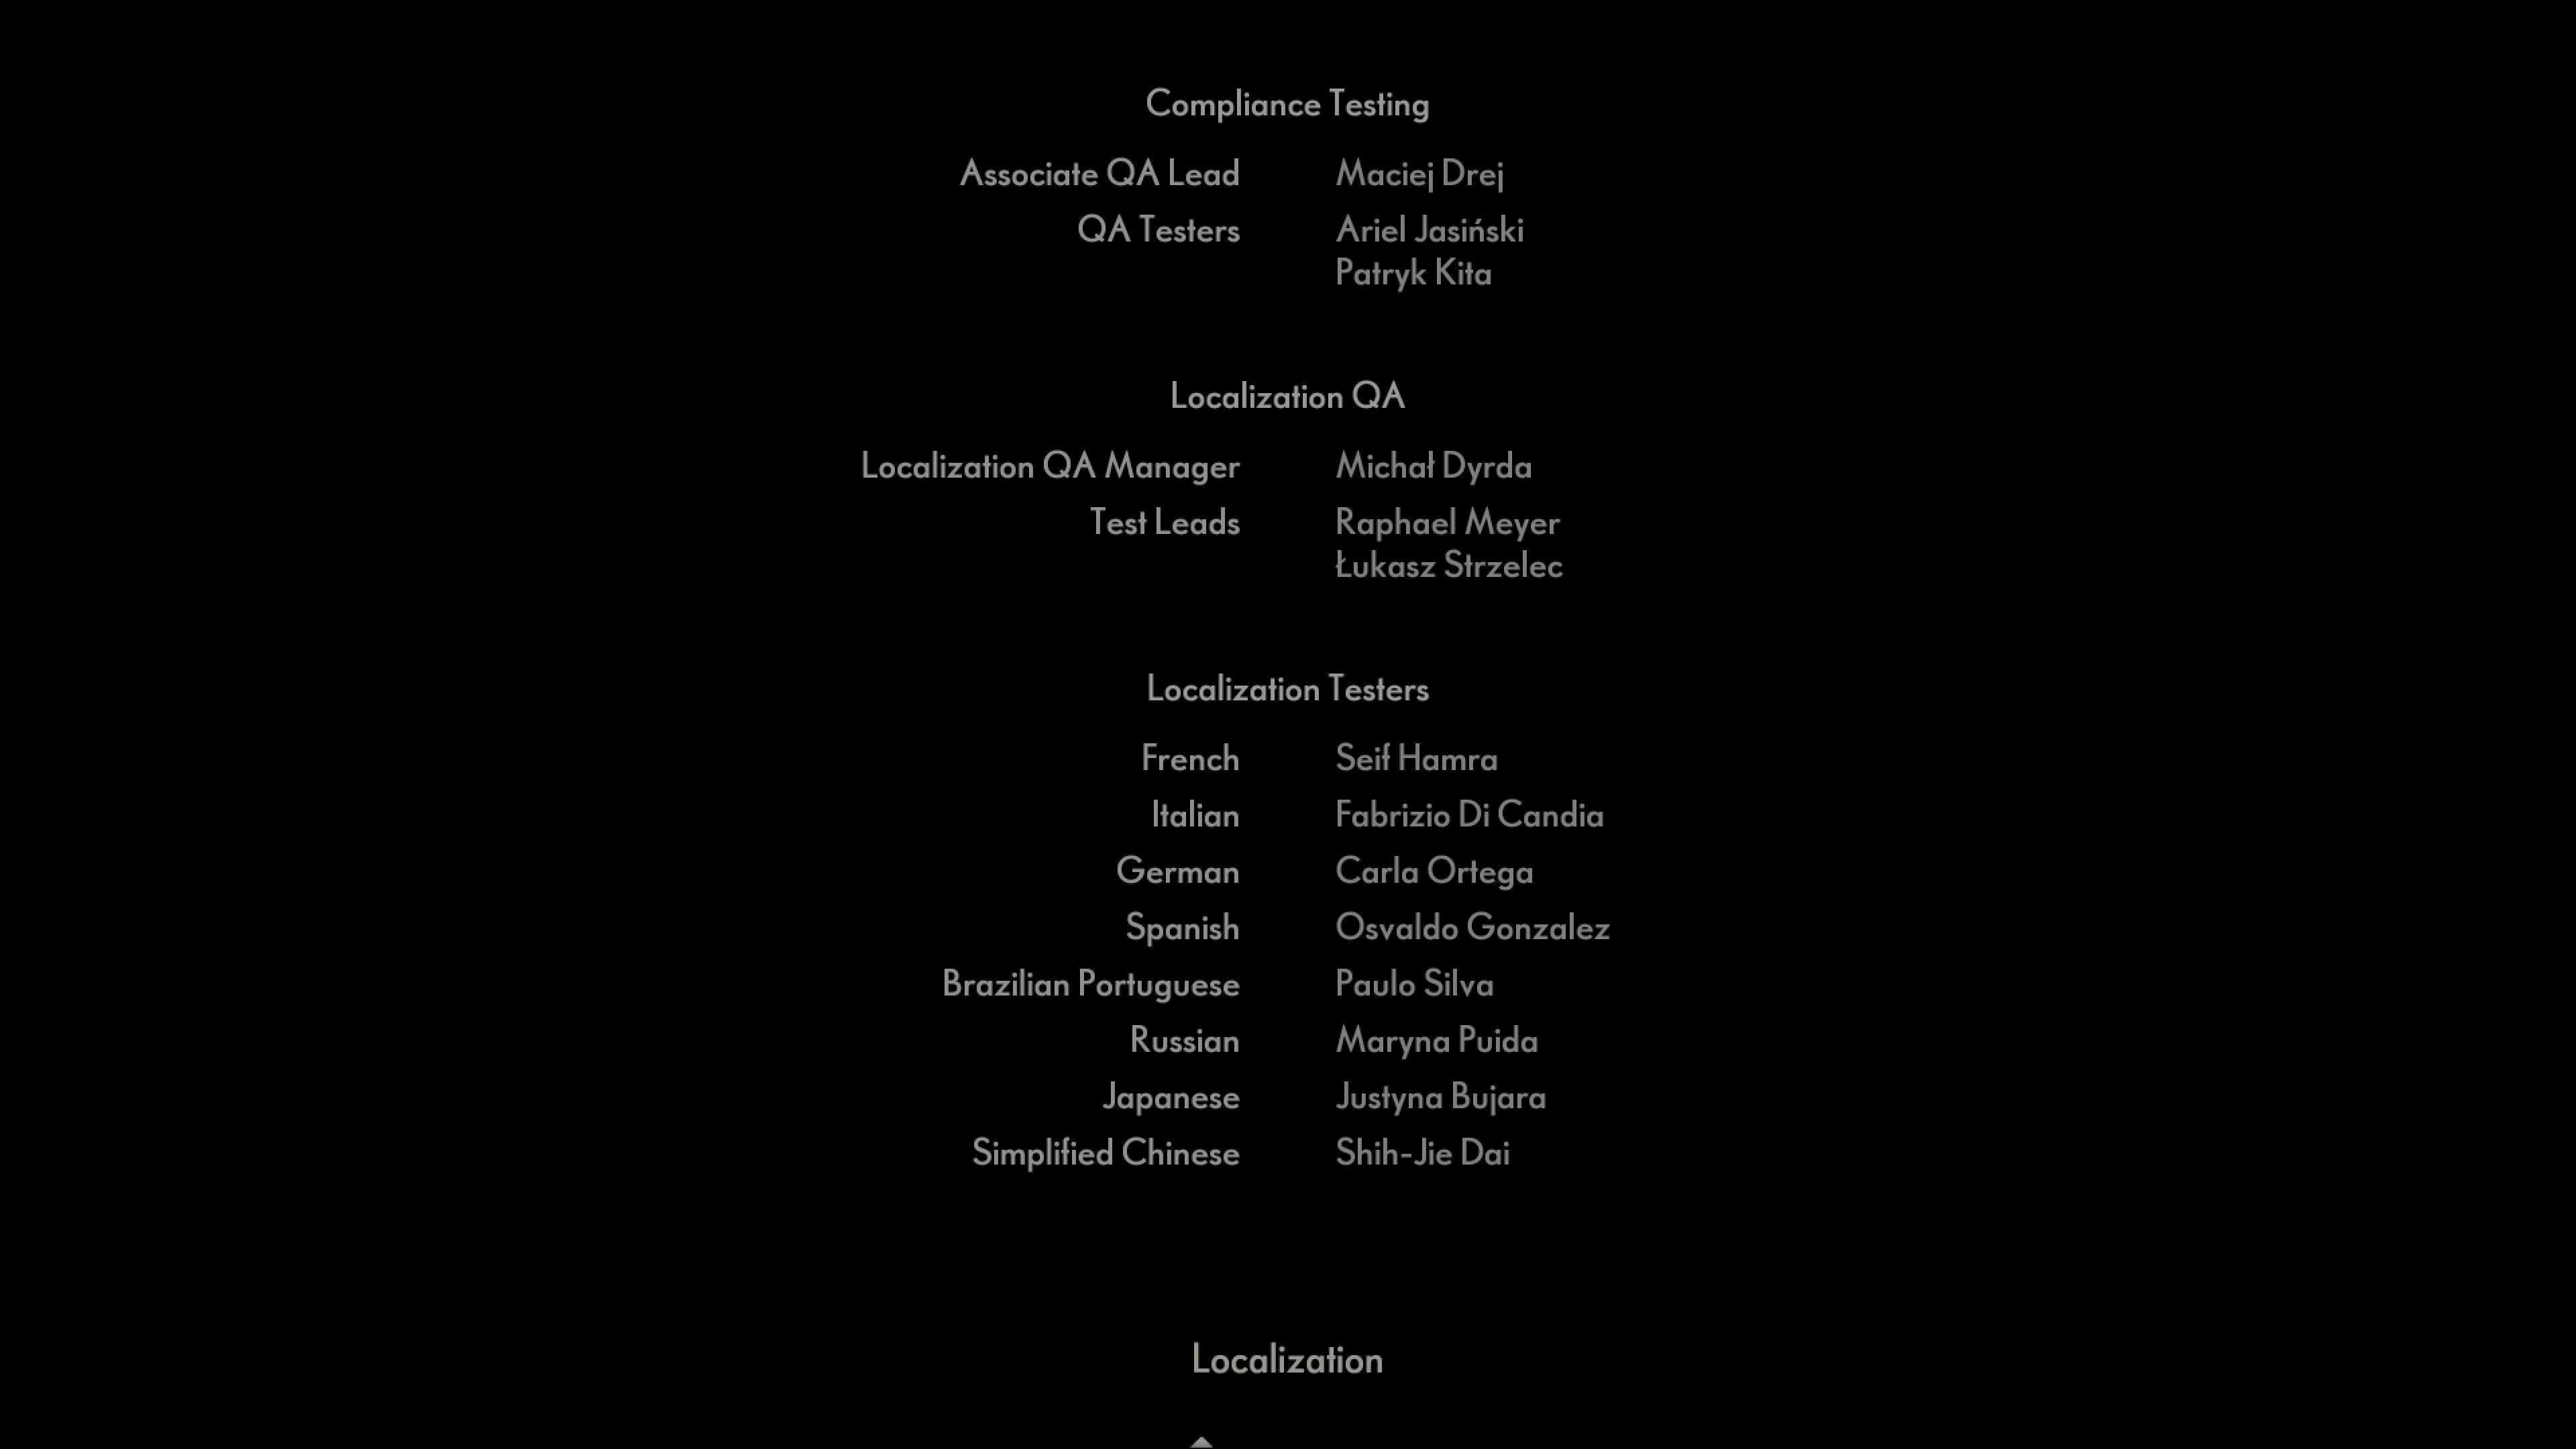 Compliance Testing
Associate QA Lead Maciej Drej
QA Testers Ariel Jasiński
Patryk Kita
Localization QA
Localization QA Manager Michał Dyrda
Test Leads Raphael Meyer
Łukasz Strzelec
Localization Testers
French Seif Hamra
Italian Fabrizio Di Candia
German Carla Ortega
Spanish Osvaldo Gonzalez
Brazilian Portuguese Paulo Silva
Russian Maryna Puida
Japanese Justyna Bujara
Simplified Chinese Shih-Jie Dai
Localization